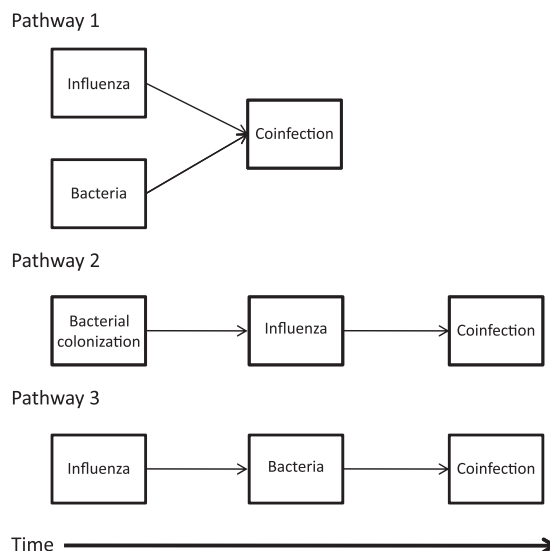 Pathway 1
Influenza
Bacteria
Coinfection
Pathway 2
Bacterial
colonization
Influenza
Coinfection
Pathway 3
Influenza
Bacteria
Coinfection
Time